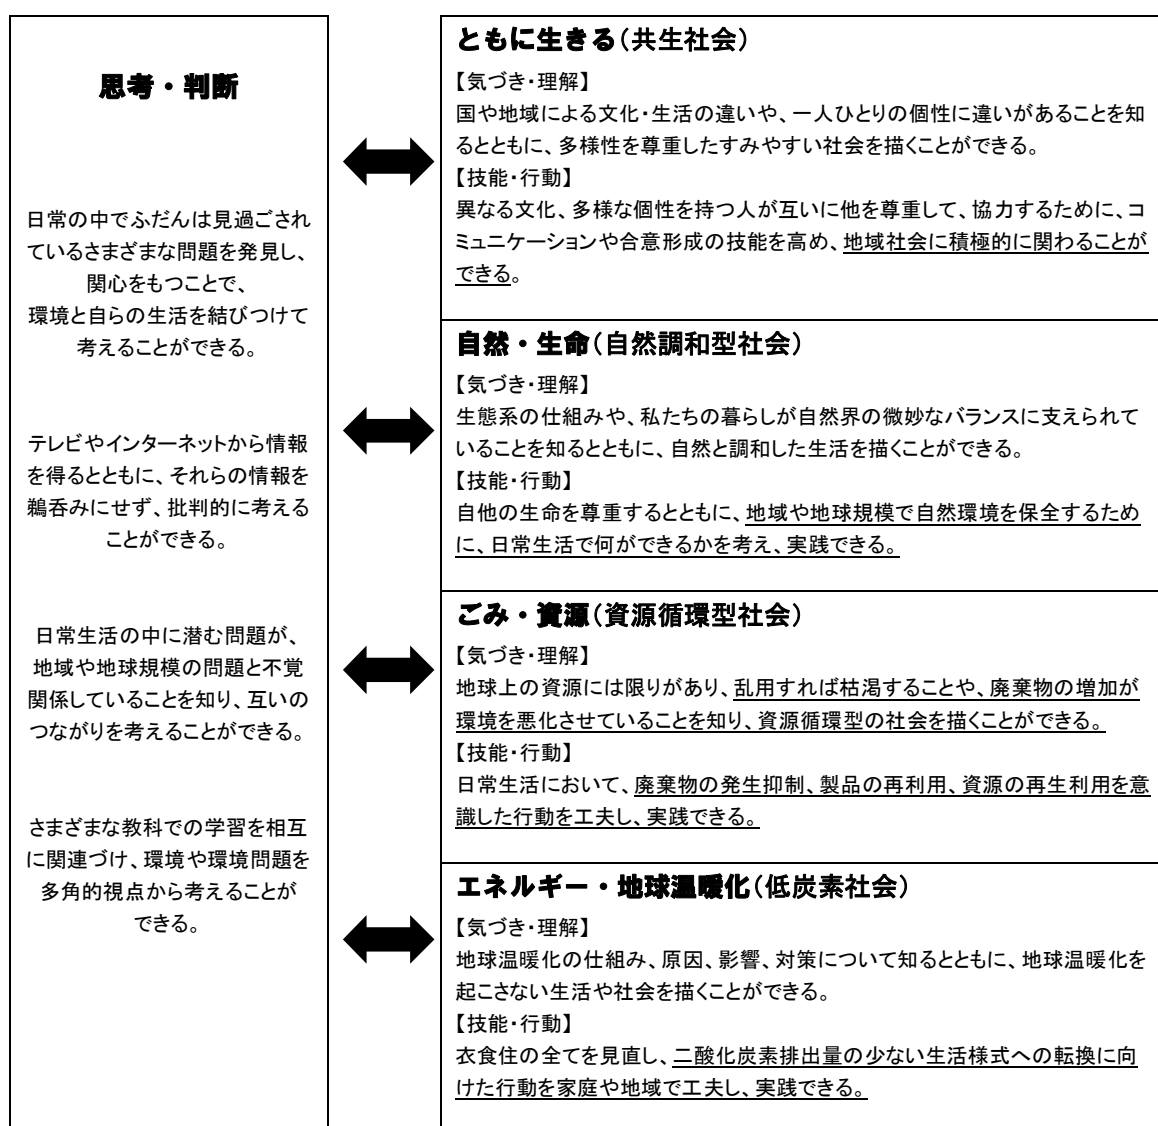 思考・判断
日常の中でふだんは見過ごされ
ているさまざまな問題を発見し、
関心をもつことで、
環境と自らの生活を結びつけて
考えることができる。
テレビやインターネットから情報
を得るとともに、それらの情報を
鵜呑みにせず、批判的に考える
ことができる。
日常生活の中に潜む問題が、
地域や地球規模の問題と不覚
関係していることを知り、互いの
つながりを考えることができる。
さまざまな教科での学習を相互
に関連づけ、環境や環境問題を
多角的視点から考えることが
できる。
ともに生きる(共生社会)
【気づき・理解】
国や地域による文化・生活の違いや、一人ひとりの個性に違いがあることを知
るとともに、多様性を尊重したすみやすい社会を描くことができる。
【技能・行動】
異なる文化、多様な個性を持つ人が互いに他を尊重して、協力するために、コ
ミュニケーションや合意形成の技能を高め、地域社会に積極的に関わることが
できる。
自然・生命(自然調和型社会)
【気づき・理解】
生態系の仕組みや、私たちの暮らしが自然界の微妙なバランスに支えられて
いることを知るとともに、自然と調和した生活を描くことができる。
【技能・行動】
自他の生命を尊重するとともに、地域や地球規模で自然環境を保全するため
に、日常生活で何ができるかを考え、実践できる。
ごみ・資源(資源循環型社会)
【気づき・理解】
地球上の資源には限りがあり、乱用すれば枯渇することや、廃棄物の増加が
環境を悪化させていることを知り、資源循環型の社会を描くことができる。
【技能・行動】
日常生活において、廃棄物の発生抑制、製品の再利用、資源の再生利用を意
識した行動を工夫し、実践できる。
エネルギー・地球温暖化(低炭素社会)
【気づき・理解】
地球温暖化の仕組み、原因、影響、対策について知るとともに、地球温暖化を
起こさない生活や社会を描くことができる。
【技能・行動】
衣食住の全てを見直し、二酸化炭素排出量の少ない生活様式への転換に向
けた行動を家庭や地域で工夫し、実践できる。